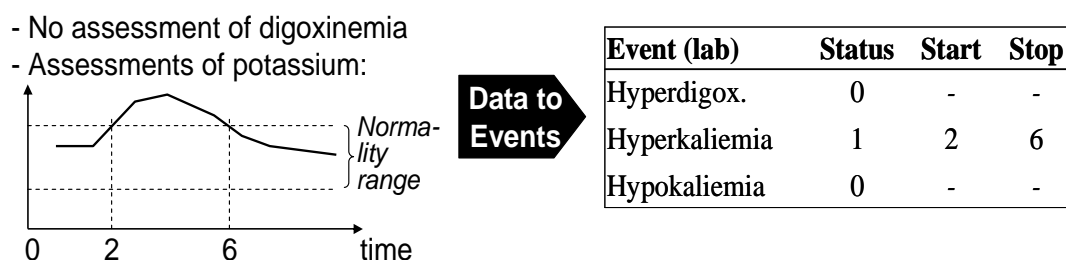 - No assessment of digoxinemia
- Assessments of potassium:
Norma-
lity
range
0 2 6 time
Data to
Events
Event (lab) Status Start Stop
Hyperdigox. 0 - -
Hyperkaliemia 1 2 6
Hypokaliemia 0 - -